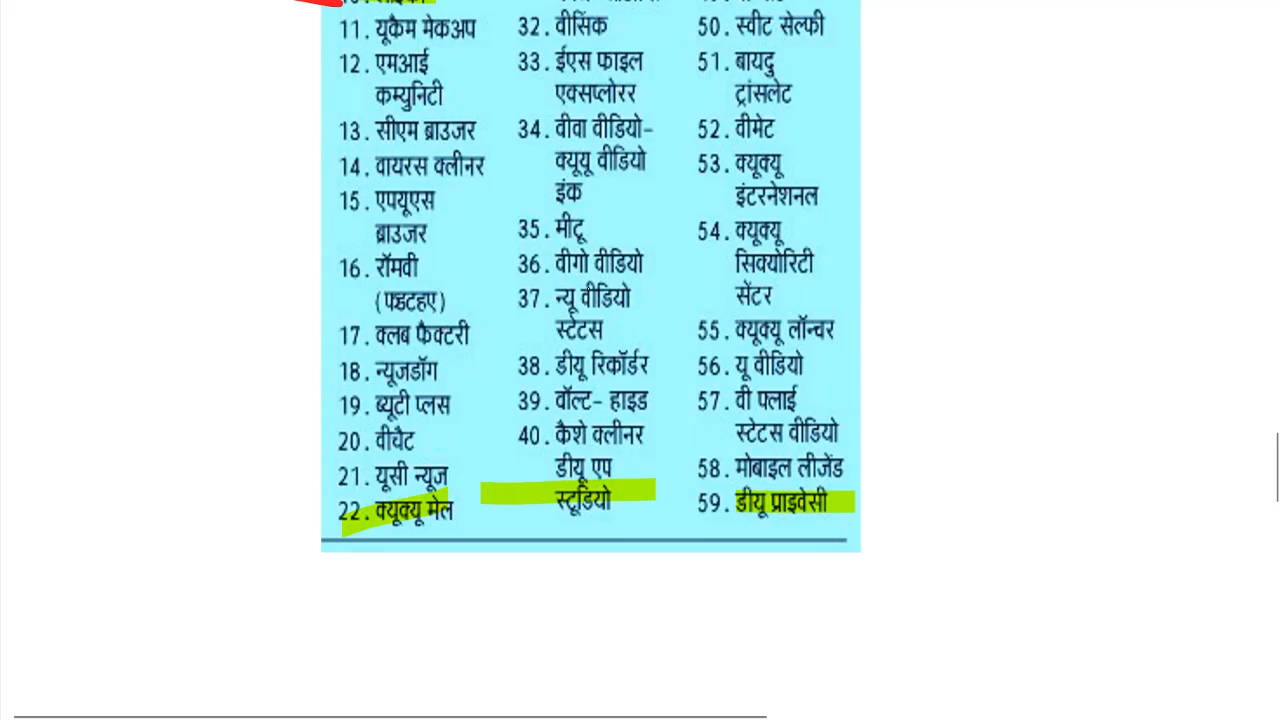 11. यूकैम मेकअप
12. एमआई
कम्युनिटी
13. सीएम ब्राउजर
14. वायरस क्लीनर
15. एपयूएस
ब्राउजर
16. रॉमवी
(फइटहए)
17. क्लब फैक्टरी
18. न्यूजडॉग
19. ब्यूटी प्लस
20. वीचैट
21. यूसी न्यूज
22. क्यूक्यू मेल
32. वीसिंक
33. ईएस फाइल
एक्सप्लोरर
34. वीवा वीडियो-
क्यूयू वीडियो
इंक
35. मीटू
36. वीगो वीडियो
37. न्यू वीडियो
स्टेटस
38. डीयू रिकॉर्डर
39. वॉल्ट- हाइड
40. कैशे क्लीनर
डीयू एप
स्टूडियो
50. स्वीट सेल्फी
51. बायदु
ट्रांसलेट
52. वीमेट
53. क्यूक्यू
इंटरनेशनल
54. क्यूक्यू
सिक्योरिटी
सेंटर
55. क्यूक्यू लॉन्चर
56. यू वीडियो
57. वी फ्लाई
स्टेटस वीडियो
58. मोबाइल लीजेंड
59. डीयू प्राइवेसी